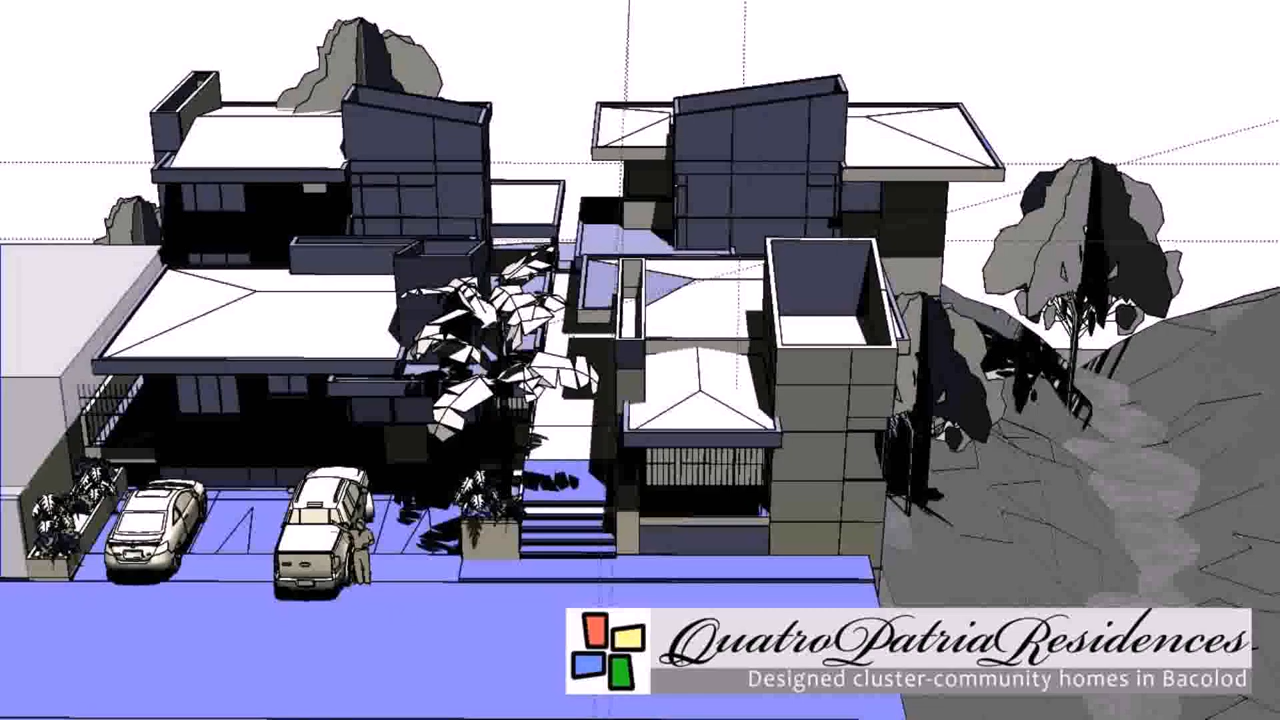 QuatroPatriaResidences
Designed cluster-community homes in Bacolod